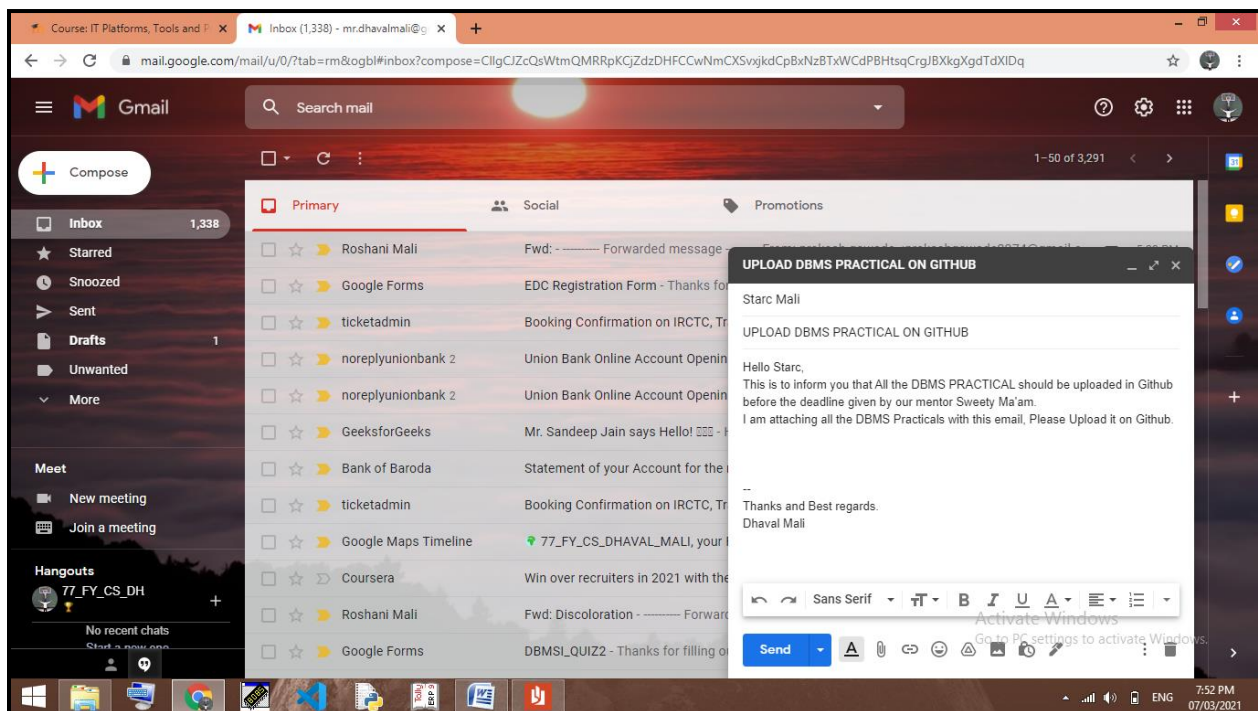 Course: IT Platforms, Tools and P
Inbox (1,338) - mr.dhavalmali@g
mail.google.com/mail/u/0/?tab=rm&ogbl#inbox?compose=
Gmail
Search mail
Compose
1–50 of 3,291
Inbox 1,338
Starred
Snoozed
Sent
Drafts 1
Unwanted
More
Meet
New meeting
Join a meeting
Hangouts
77_FY_CS_DH
No recent chats
Start a new one
Primary Social Promotions
Roshani Mali Fwd: - ---------- Forwarded message -
Google Forms EDC Registration Form - Thanks for
ticketadmin Booking Confirmation on IRCTC, Tr
noreplyunionbank 2 Union Bank Online Account Openin
noreplyunionbank 2 Union Bank Online Account Openin
GeeksforGeeks Mr. Sandeep Jain says Hello!
Bank of Baroda Statement of your Account for the
ticketadmin Booking Confirmation on IRCTC, Tr
Google Maps Timeline 77_FY_CS_DHAVAL_MALI, your
Coursera Win over recruiters in 2021 with the
Roshani Mali Fwd: Discoloration - ---------- Forward
Google Forms DBMSI_QUIZ2 - Thanks for filling o
UPLOAD DBMS PRACTICAL ON GITHUB
Starc Mali
UPLOAD DBMS PRACTICAL ON GITHUB
Hello Starc,
This is to inform you that All the DBMS PRACTICAL should be uploaded in Github
before the deadline given by our mentor Sweety Ma'am.
I am attaching all the DBMS Practicals with this email, Please Upload it on Github.
--
Thanks and Best regards.
Dhaval Mali
Sans Serif
Activate Windows
Go to PC settings to activate Windows.
Send
ENG
7:52 PM
07/03/2021